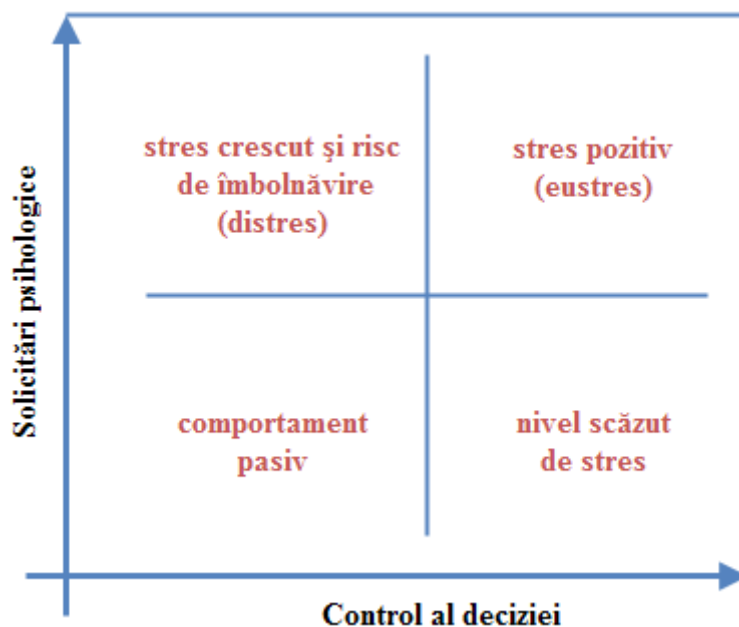 Solicitări psihologice
stres crescut şi risc
de îmbolnăvire
(distres)
stres pozitiv
(eustres)
comportament
pasiv
nivel scăzut
de stres
Control al deciziei